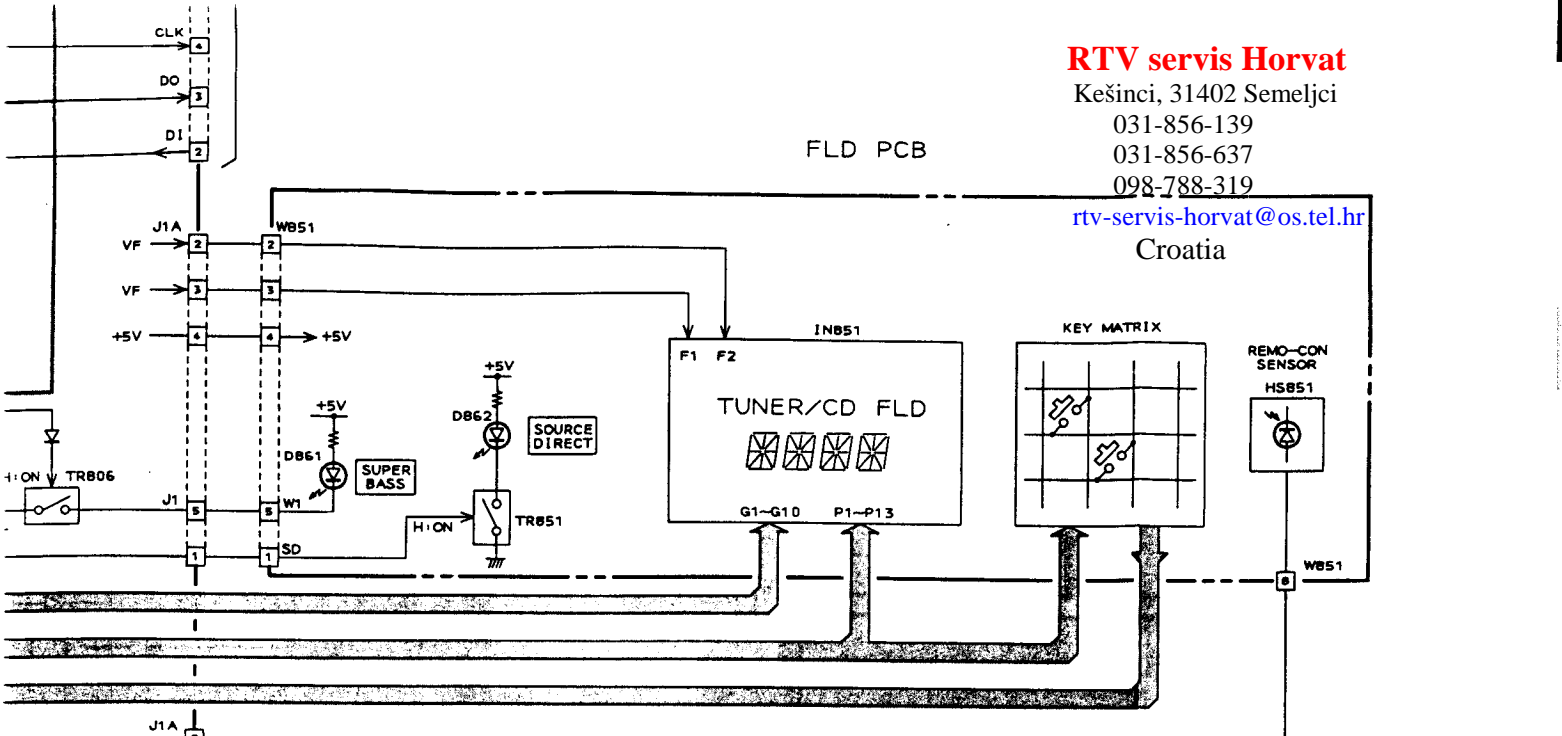 CLK
4
DO
3
DI
2
RTV servis Horvat
Kešinci, 31402 Semeljci
031-856-139
031-856-637
098-788-319
rtv-servis-horvat@os.tel.hr
Croatia
FLD PCB
J1A
W851
VF
2
2
VF
3
3
+5V
4
4
+5V
IN851
F1 F2
TUNER/CD FLD
G1~G10 P1~P13
KEY MATRIX
REMO-CON
SENSOR
HS851
+5V
D862
SOURCE
DIRECT
+5V
D861
SUPER
BASS
H:ON
TR806
J1
5
5
W1
H:ON
TR851
1
1
SD
W851
6
J1A